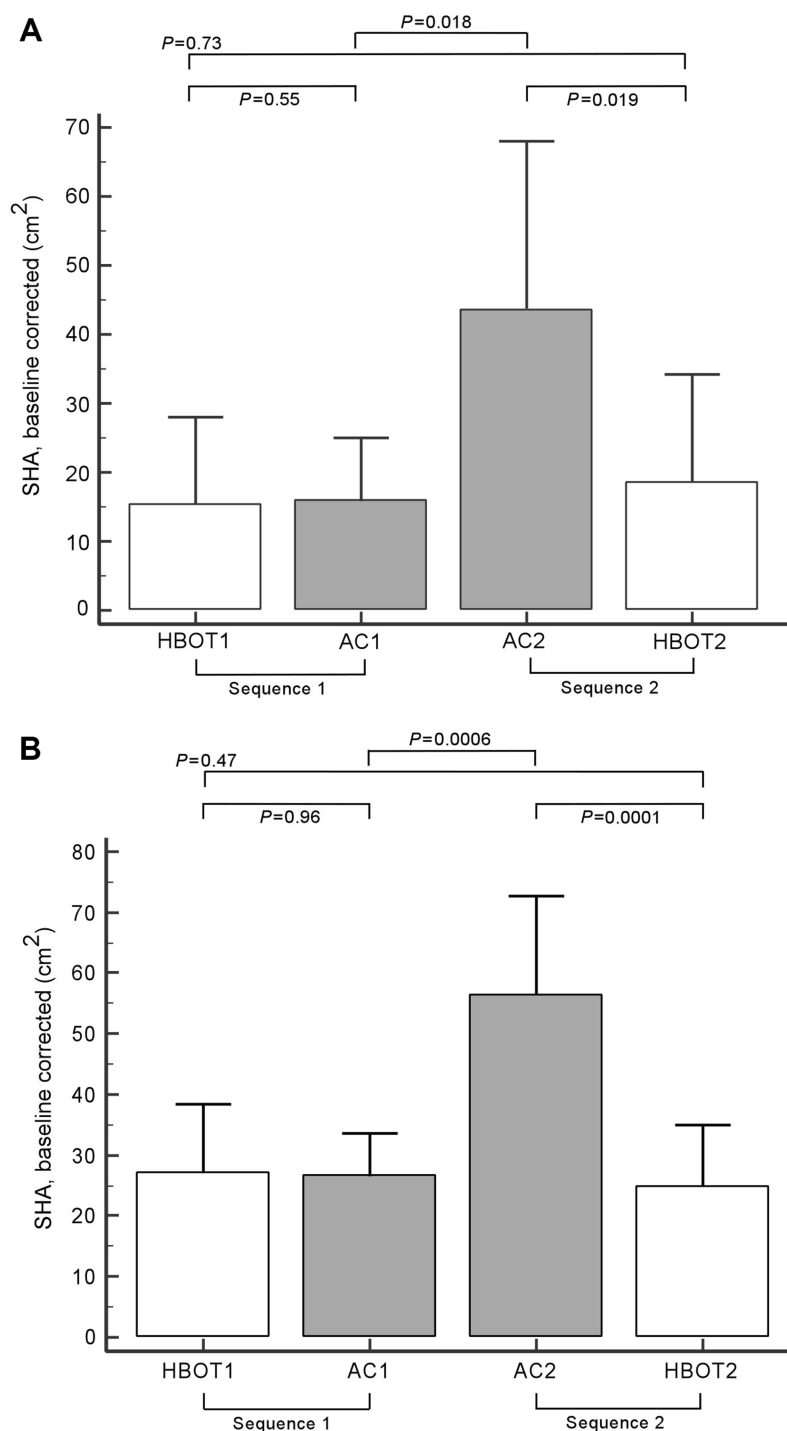 A
P=0.018
P=0.73
P=0.55
P=0.019
SHA, baseline corrected (cm²)
70
60
50
40
30
20
10
0
HBOT1 AC1 AC2 HBOT2
Sequence 1 Sequence 2
B
P=0.0006
P=0.47
P=0.96
P=0.0001
SHA, baseline corrected (cm²)
80
70
60
50
40
30
20
10
0
HBOT1 AC1 AC2 HBOT2
Sequence 1 Sequence 2